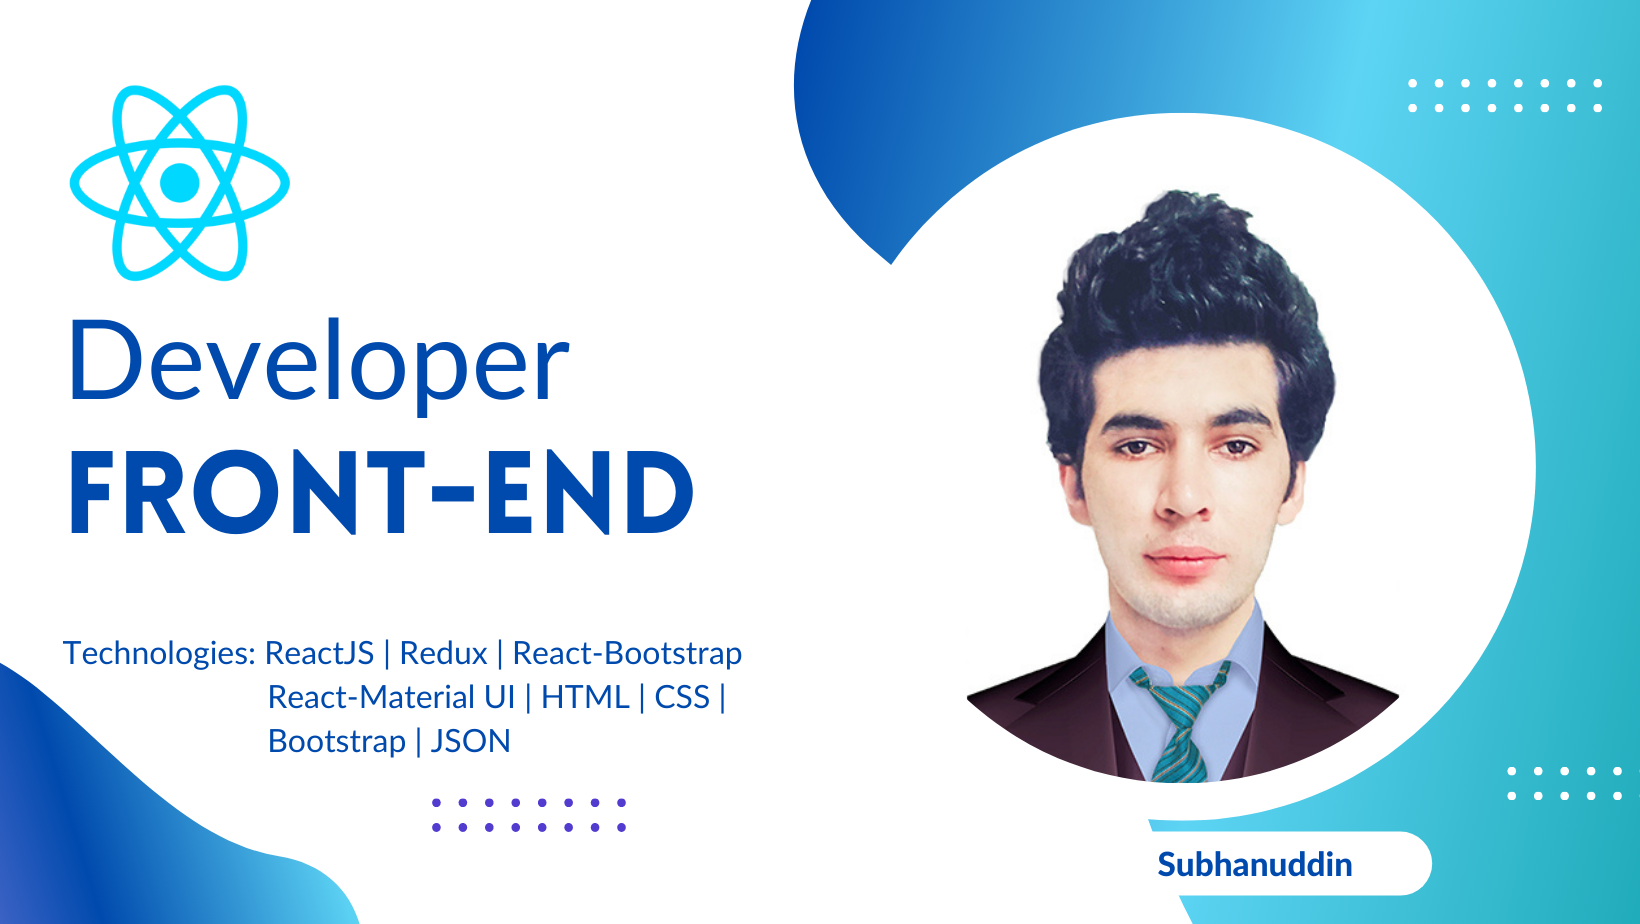 Developer
FRONT-END
Technologies: ReactJS | Redux | React-Bootstrap
React-Material UI | HTML | CSS |
Bootstrap | JSON
Subhanuddin